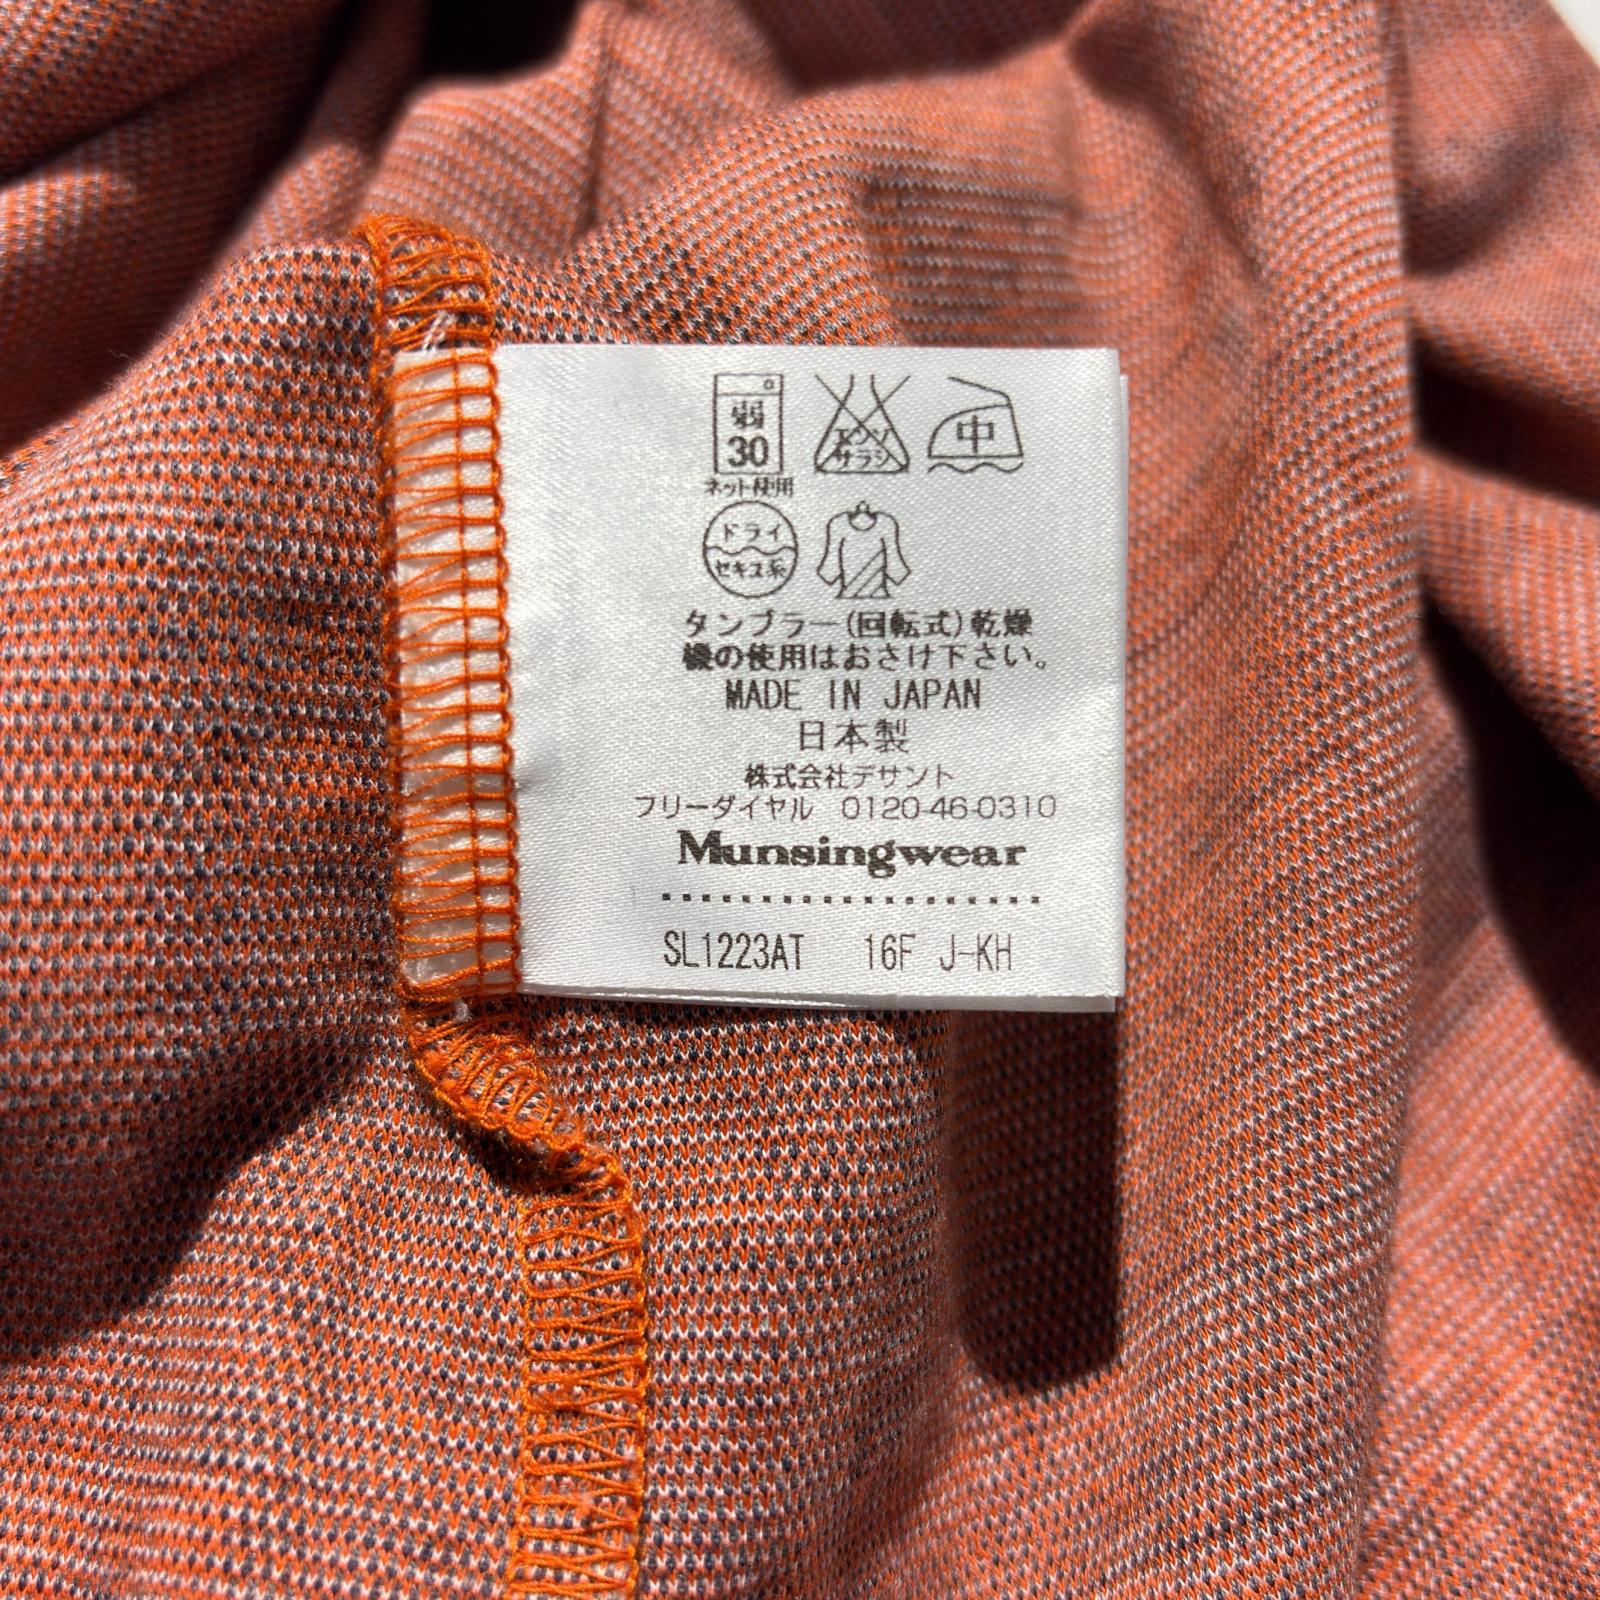 弱
30
ネット使用
エンソ
サラシ
中
ドライ
セキユ系
タンブラー(回転式)乾燥
機の使用はおさけ下さい。
MADE IN JAPAN
日本製
株式会社デサント
フリーダイヤル 0120-46-0310
Munsingwear
SL1223AT 16F J-KH